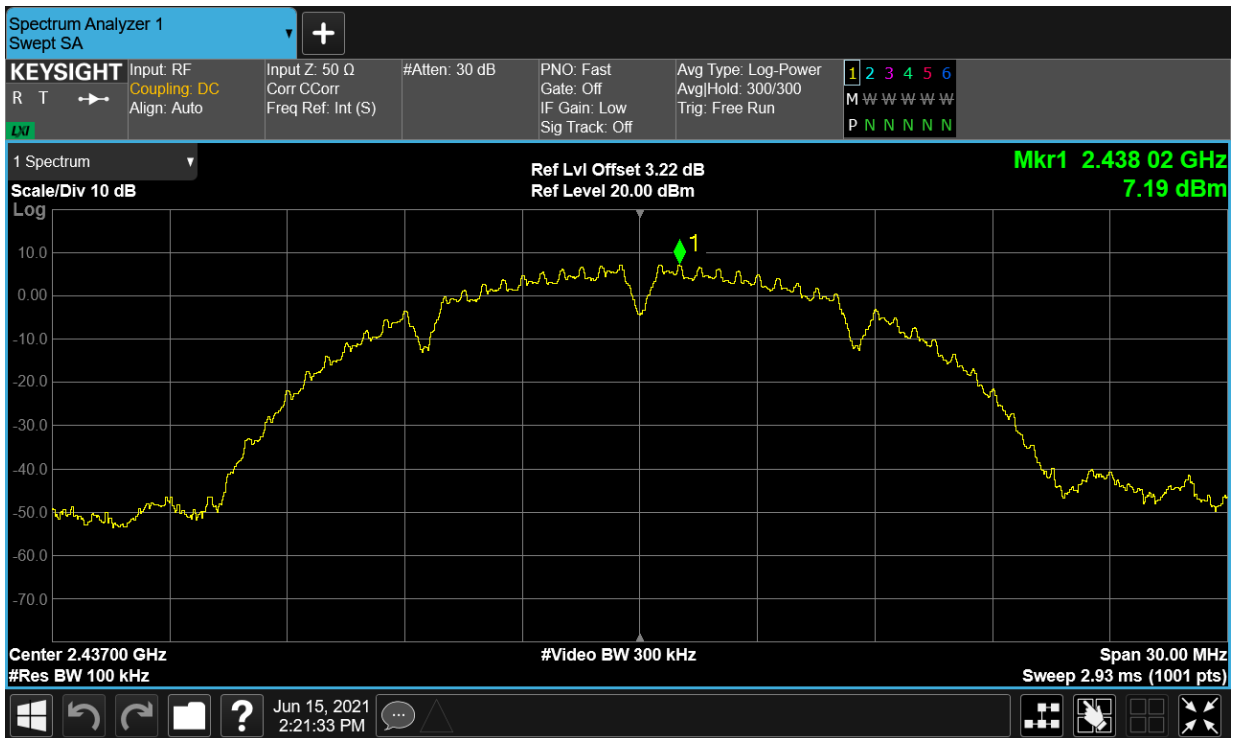 Spectrum Analyzer 1
Swept SA
+
KEYSIGHT Input: RF Input Z: 50 Ω #Atten: 30 dB PNO: Fast Avg Type: Log-Power 1 2 3 4 5 6
R T Coupling: DC Corr CCorr Gate: Off Avg|Hold: 300/300 M W W W W W
Align: Auto Freq Ref: Int (S) IF Gain: Low Trig: Free Run
LXI Sig Track: Off P N N N N N
1 Spectrum Ref Lvl Offset 3.22 dB Mkr1 2.438 02 GHz
Scale/Div 10 dB Ref Level 20.00 dBm 7.19 dBm
Log
1
10.0
0.00
-10.0
-20.0
-30.0
-40.0
-50.0
-60.0
-70.0
Center 2.43700 GHz #Video BW 300 kHz Span 30.00 MHz
#Res BW 100 kHz Sweep 2.93 ms (1001 pts)
? Jun 15, 2021
2:21:33 PM